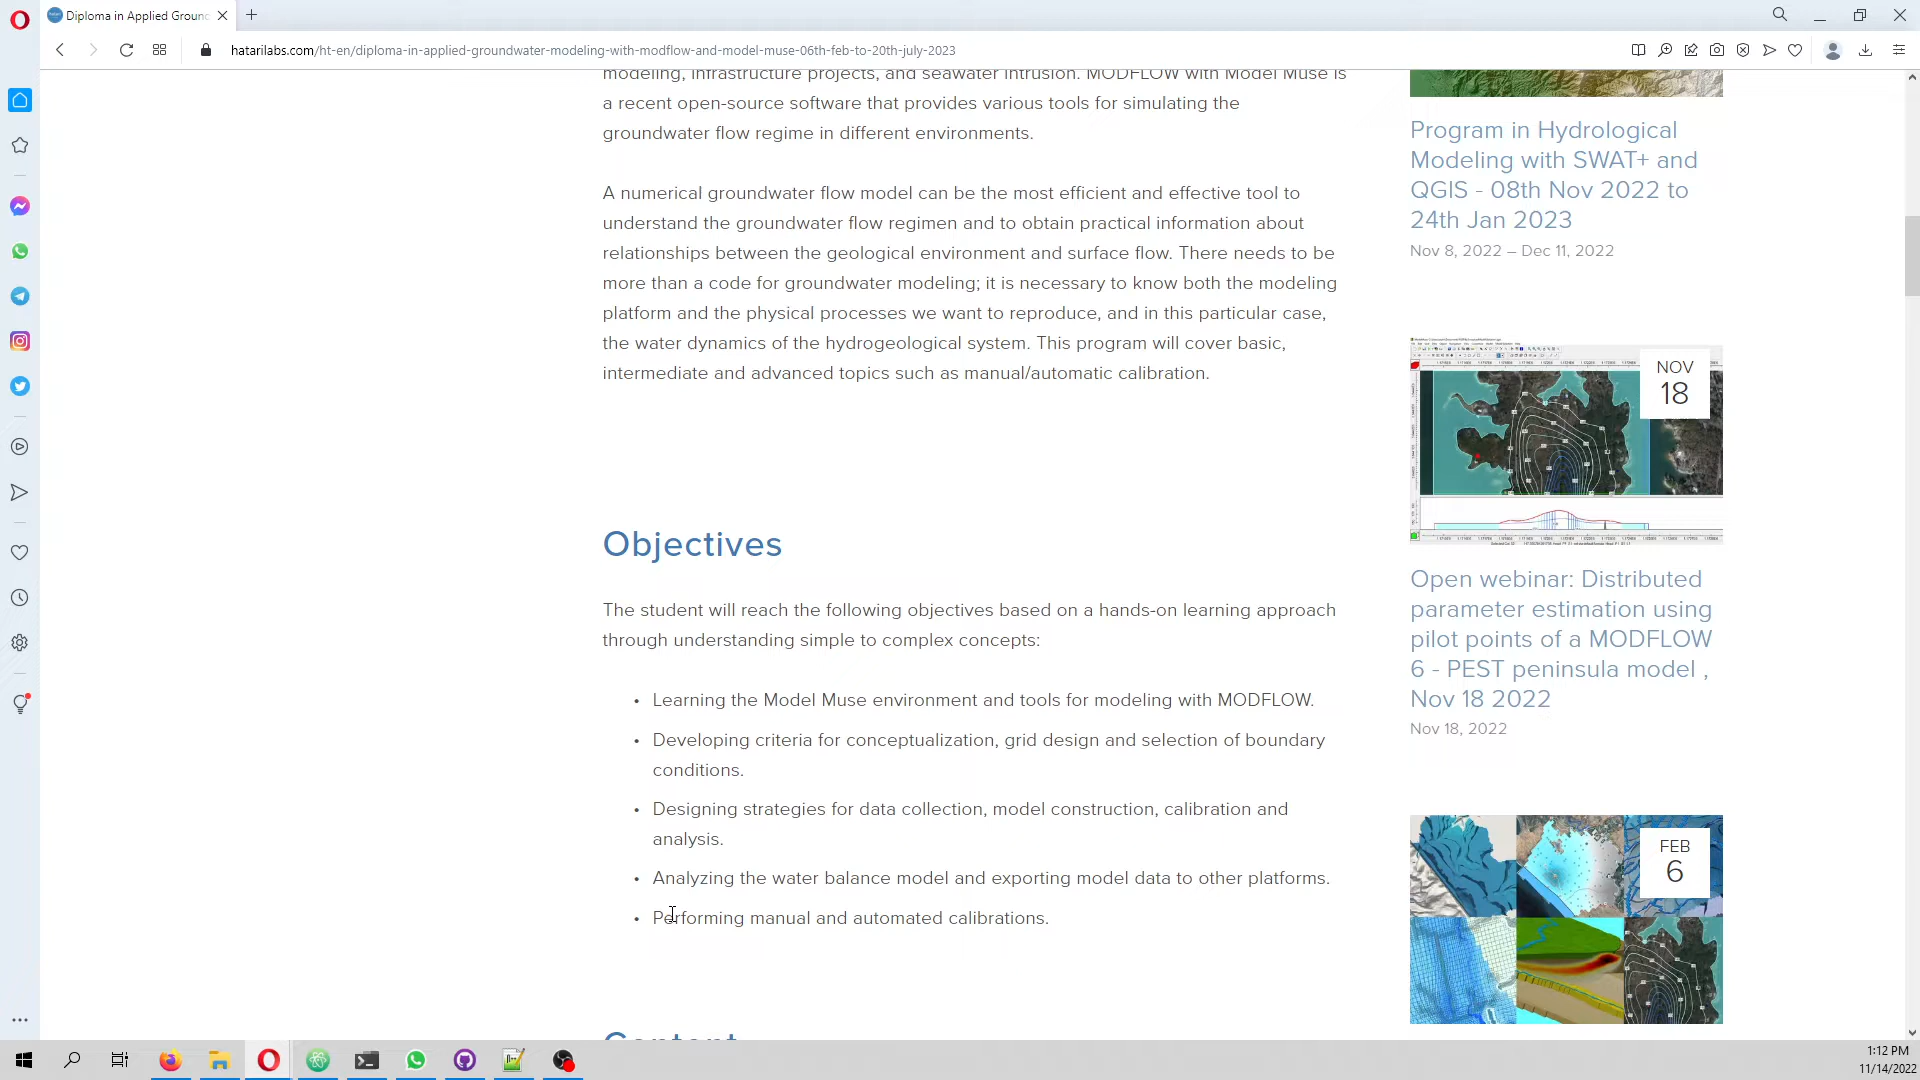 Diploma in Applied Groun
hatarilabs.com/ht-en/diploma-in-applied-groundwater-modeling-with-modflow-and-model-muse-06th-feb-to-20th-july-2023
modeling, infrastructure projects, and seawater intrusion. MODFLOW with Model Muse is
a recent open-source software that provides various tools for simulating the
groundwater flow regime in different environments.
A numerical groundwater flow model can be the most efficient and effective tool to
understand the groundwater flow regimen and to obtain practical information about
relationships between the geological environment and surface flow. There needs to be
more than a code for groundwater modeling; it is necessary to know both the modeling
platform and the physical processes we want to reproduce, and in this particular case,
the water dynamics of the hydrogeological system. This program will cover basic,
intermediate and advanced topics such as manual/automatic calibration.
Objectives
The student will reach the following objectives based on a hands-on learning approach
through understanding simple to complex concepts:
• Learning the Model Muse environment and tools for modeling with MODFLOW.
• Developing criteria for conceptualization, grid design and selection of boundary
conditions.
• Designing strategies for data collection, model construction, calibration and
analysis.
• Analyzing the water balance model and exporting model data to other platforms.
• Performing manual and automated calibrations.
Content
Program in Hydrological
Modeling with SWAT+ and
QGIS - 08th Nov 2022 to
24th Jan 2023
Nov 8, 2022 – Dec 11, 2022
NOV
18
Open webinar: Distributed
parameter estimation using
pilot points of a MODFLOW
6 - PEST peninsula model ,
Nov 18 2022
Nov 18, 2022
FEB
6
1:12 PM
11/14/2022